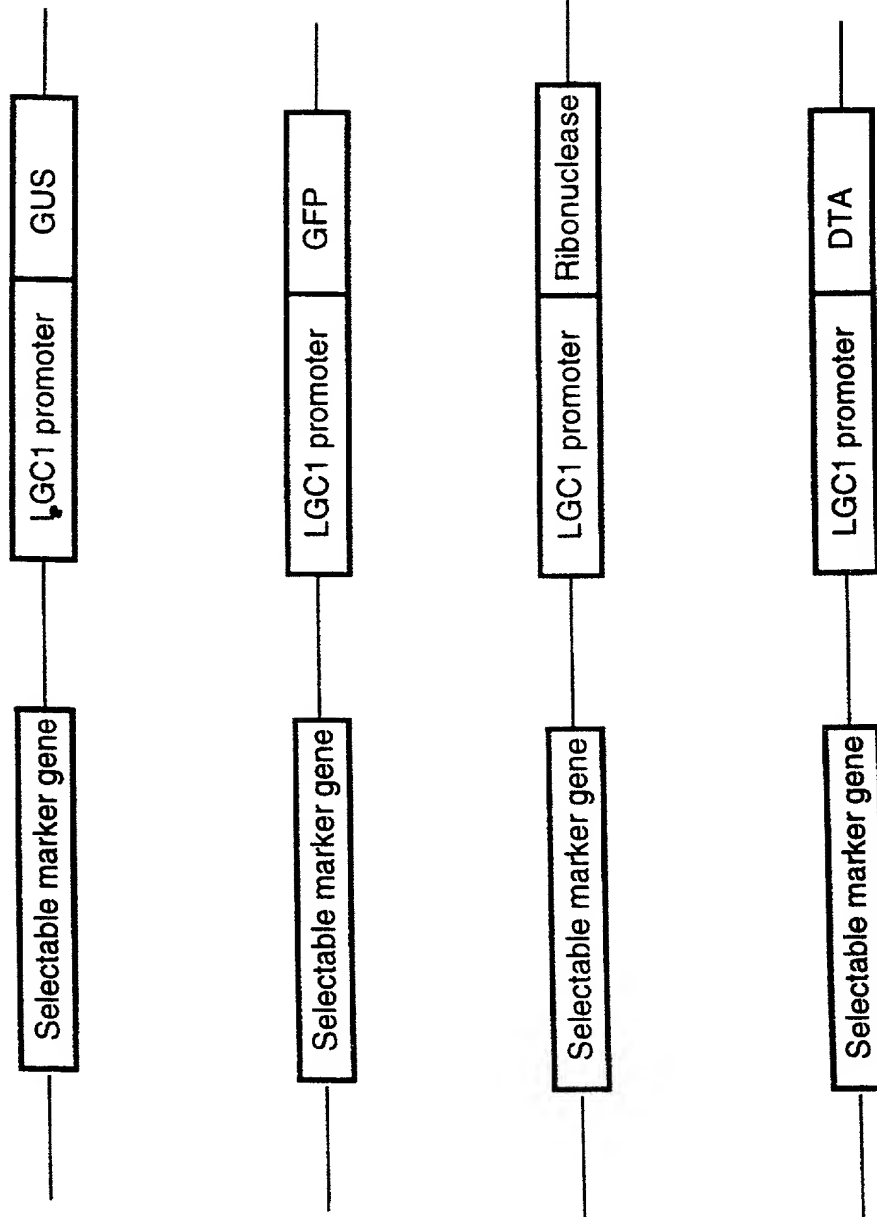 Selectable marker gene
LGC1 promoter
GUS
Selectable marker gene
LGC1 promoter
GFP
Selectable marker gene
LGC1 promoter
Ribonuclease
Selectable marker gene
LGC1 promoter
DTA